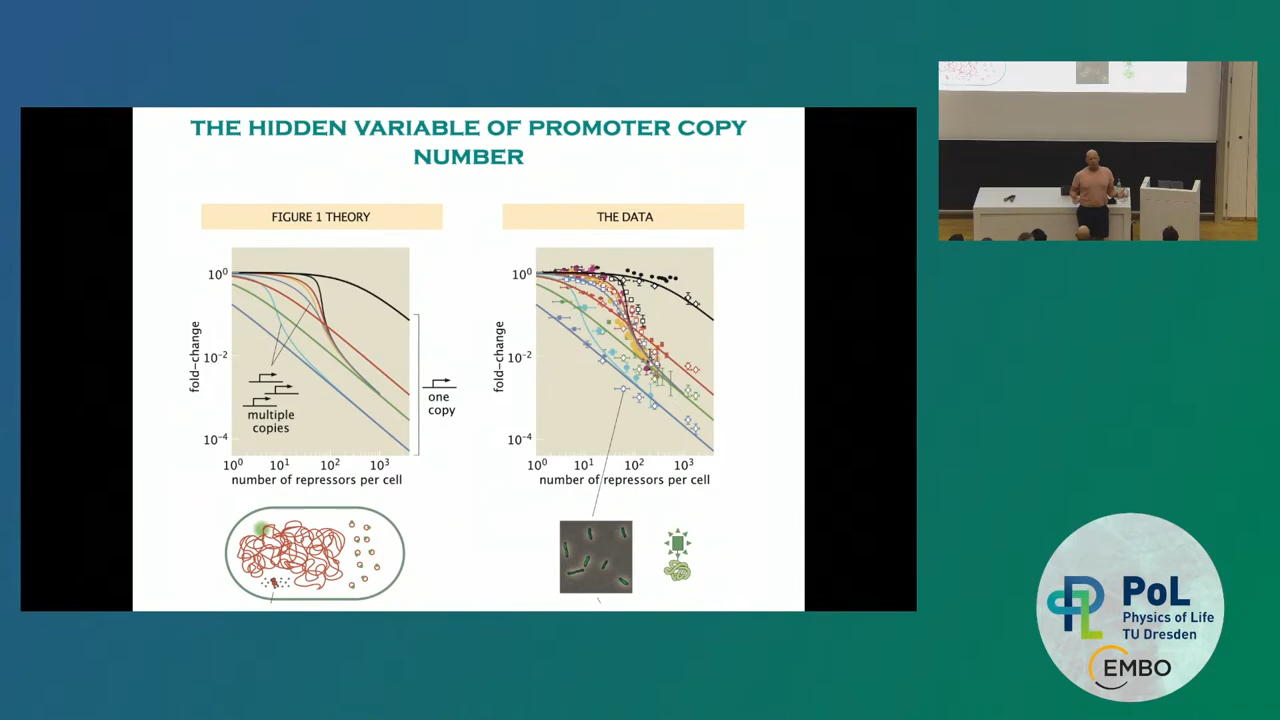 THE HIDDEN VARIABLE OF PROMOTER COPY
NUMBER
FIGURE 1 THEORY
THE DATA
fold-change
10⁰
10⁻²
10⁻⁴
10⁰ 10¹ 10² 10³
number of repressors per cell
multiple
copies
one
copy
fold-change
10⁰
10⁻²
10⁻⁴
10⁰ 10¹ 10² 10³
number of repressors per cell
PoL
Physics of Life
TU Dresden
EMBO